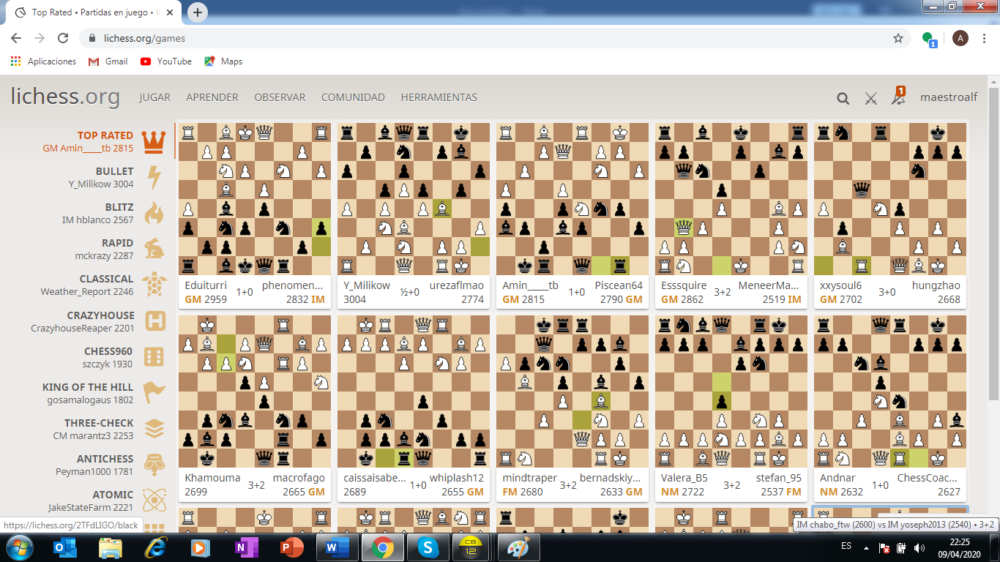 Top Rated • Partidas en juego • li
lichess.org/games
A
1
Aplicaciones
Gmail
YouTube
Maps
lichess.org
JUGAR
APRENDER
OBSERVAR
COMUNIDAD
HERRAMIENTAS
1
maestroalf
TOP RATED
GM Amin_____tb 2815
BULLET
Y_Milikow 3004
BLITZ
IM hblanco 2567
RAPID
mckrazy 2287
CLASSICAL
Weather_Report 2246
CRAZYHOUSE
CrazyhouseReaper 2201
CHESS960
szczyk 1930
KING OF THE HILL
gosamalogaus 1802
THREE-CHECK
CM marantz3 2253
ANTICHESS
Peyman1000 1781
ATOMIC
JakeStateFarm 2221
Eduiturri 1+0 phenomen...
GM 2959 2832 IM
Y_Milikow ½+0 urezaflmao
3004 2774
Amin_____tb 1+0 Piscean64
GM 2815 2790 GM
Esssquire 3+2 MeneerMa...
GM 2862 2519 IM
xxysoul6 3+0 hungzhao
GM 2702 2668
Khamouma 3+2 macrofago
2699 2665 GM
caissaisabe... 1+0 whiplash12
2689 2655 GM
mindtraper 3+2 bernadskiy...
FM 2680 2633 GM
Valera_B5 3+2 stefan_95
NM 2722 2537 FM
Andnar 1+0 ChessCoac...
NM 2632 2627
https://lichess.org/2TFdLIGO/black
IM chabo_ftw (2600) vs IM yoseph2013 (2540) • 3+2
CB
12
ES
22:25
09/04/2020